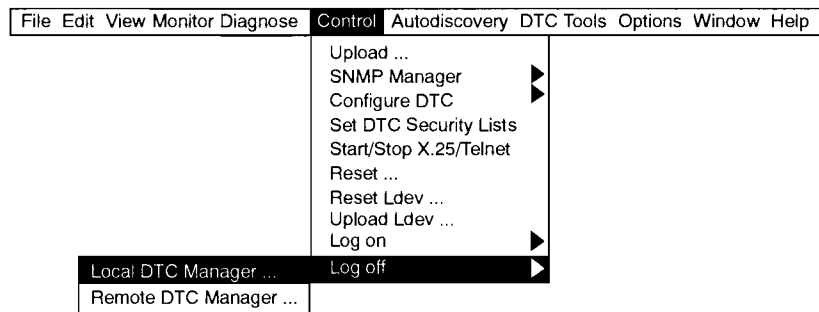 File Edit View Monitor Diagnose Control Autodiscovery DTC Tools Options Window Help
Upload ...
SNMP Manager
Configure DTC
Set DTC Security Lists
Start/Stop X.25/Telnet
Reset ...
Reset Ldev ...
Upload Ldev ...
Log on
Log off
Local DTC Manager ...
Remote DTC Manager ...